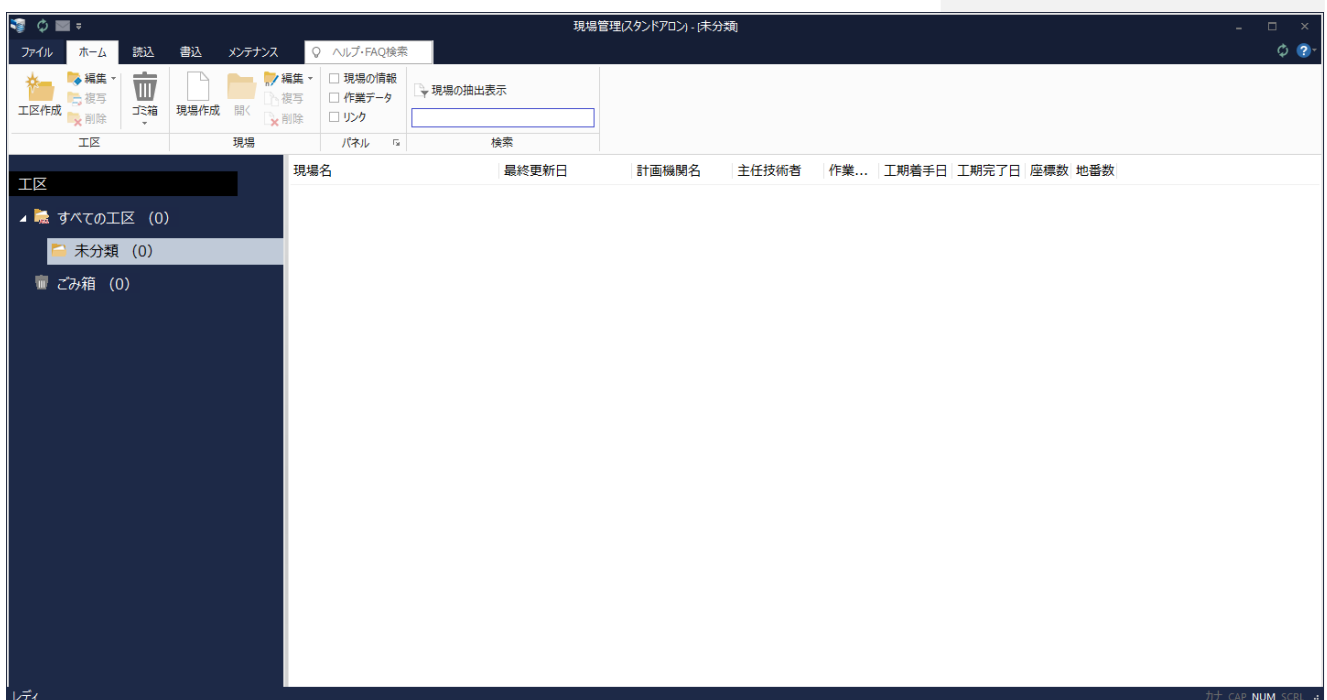 現場管理(スタンドアロン) - [未分類]
ファイル ホーム 読込 書込 メンテナンス ヘルプ・FAQ検索
工区作成 編集 複写 削除 ゴミ箱
現場作成 開く 編集 複写 削除
現場の情報
作業データ
リンク
現場の抽出表示
工区 現場 パネル 検索
工区
すべての工区 (0)
未分類 (0)
ごみ箱 (0)
現場名 最終更新日 計画機関名 主任技術者 作業... 工期着手日 工期完了日 座標数 地番数
レディ
カナ CAP NUM SCRL